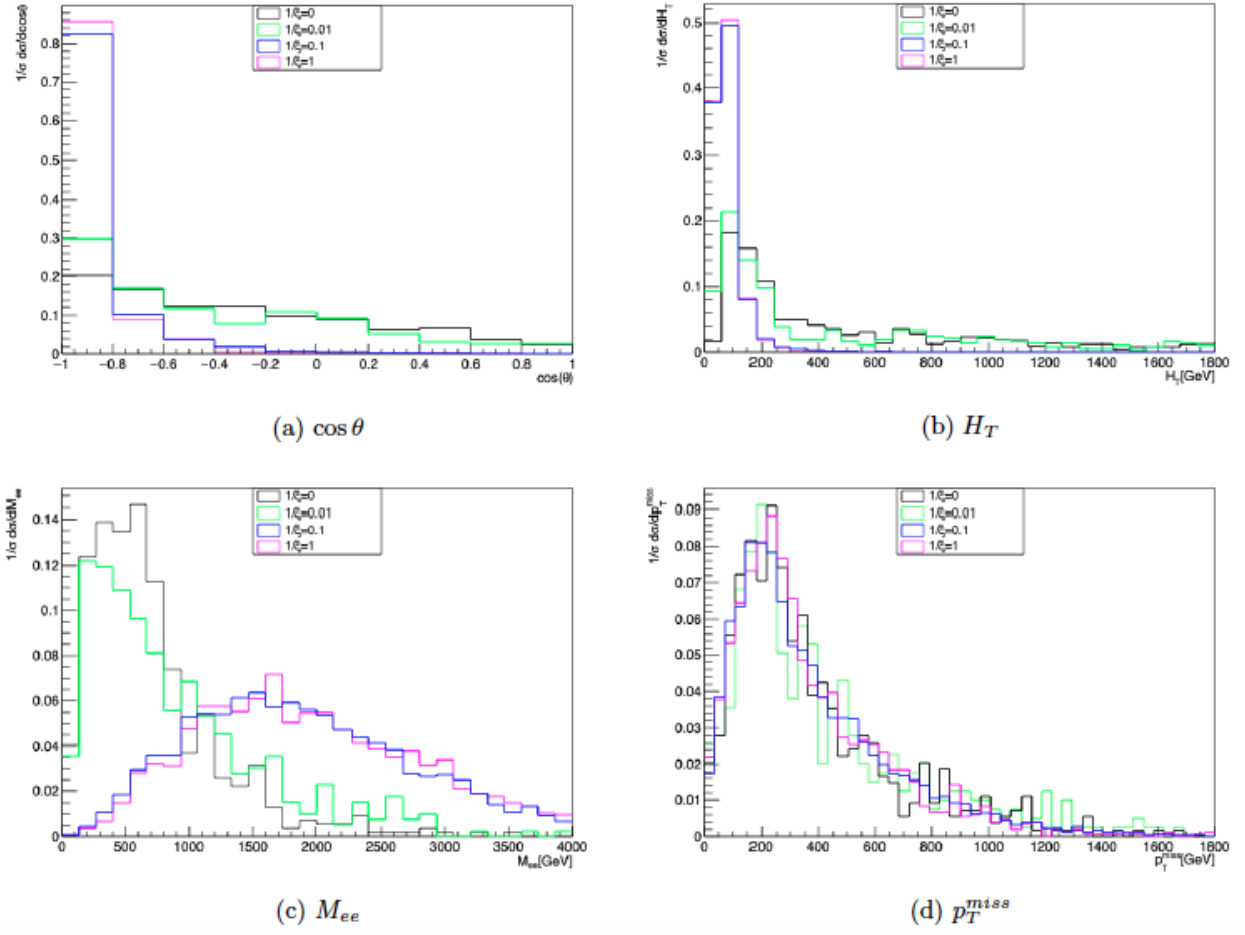 1/σ dσ/dcosθ
1/ξ=0
1/ξ=0.01
1/ξ=0.1
1/ξ=1
0.8
0.7
0.6
0.5
0.4
0.3
0.2
0.1
0
−1 −0.8 −0.6 −0.4 −0.2 0 0.2 0.4 0.6 0.8 1
cos(θ)
(a) cos θ
1/σ dσ/dH_T
1/ξ=0
1/ξ=0.01
1/ξ=0.1
1/ξ=1
0.5
0.4
0.3
0.2
0.1
0
0 200 400 600 800 1000 1200 1400 1600 1800
H_T[GeV]
(b) H_T
1/σ dσ/dM_ee
1/ξ=0
1/ξ=0.01
1/ξ=0.1
1/ξ=1
0.14
0.12
0.1
0.08
0.06
0.04
0.02
0
0 500 1000 1500 2000 2500 3000 3500 4000
M_ee[GeV]
(c) M_ee
1/σ dσ/dp_T^miss
1/ξ=0
1/ξ=0.01
1/ξ=0.1
1/ξ=1
0.09
0.08
0.07
0.06
0.05
0.04
0.03
0.02
0.01
0
0 200 400 600 800 1000 1200 1400 1600 1800
p_T^miss[GeV]
(d) p_T^miss